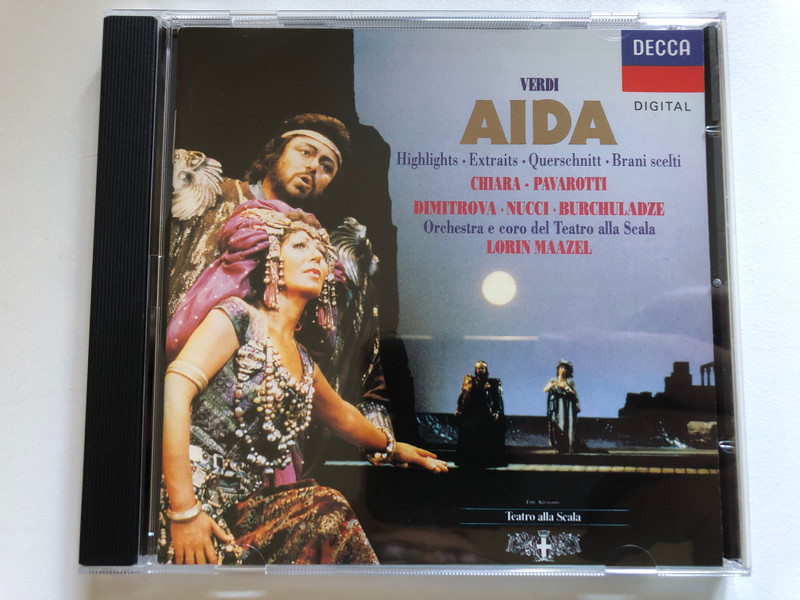 DECCA
DIGITAL
VERDI
AIDA
Highlights · Extraits · Querschnitt · Brani scelti
CHIARA · PAVAROTTI
DIMITROVA · NUCCI · BURCHULADZE
Orchestra e coro del Teatro alla Scala
LORIN MAAZEL
Teatro alla Scala